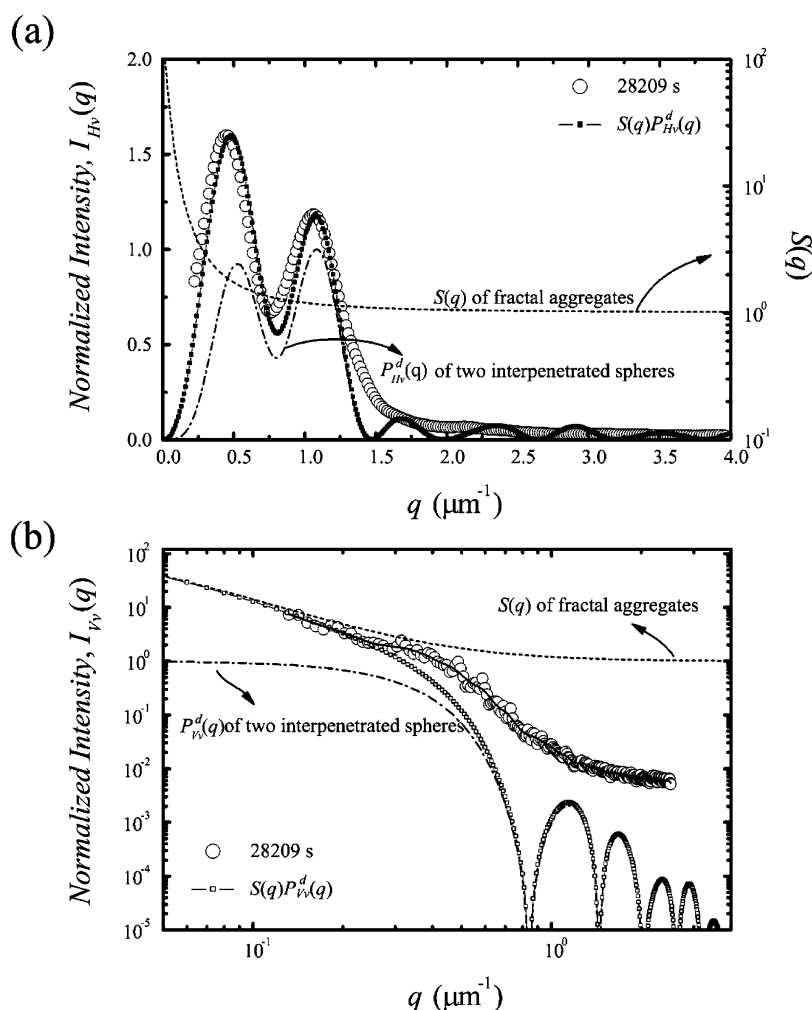 (a)
Normalized Intensity, I_Hv(q)
2.0
1.5
1.0
0.5
0.0
10^2
10^1
10^0
10^-1
S(q)
28209 s
S(q)P^d_Hv(q)
S(q) of fractal aggregates
P^d_Hv(q) of two interpenetrated spheres
0.0 0.5 1.0 1.5 2.0 2.5 3.0 3.5 4.0
q (μm^-1)
(b)
Normalized Intensity, I_Vv(q)
10^2
10^1
10^0
10^-1
10^-2
10^-3
10^-4
10^-5
S(q) of fractal aggregates
P^d_Vv(q) of two interpenetrated spheres
28209 s
S(q)P^d_Vv(q)
10^-1 10^0
q (μm^-1)